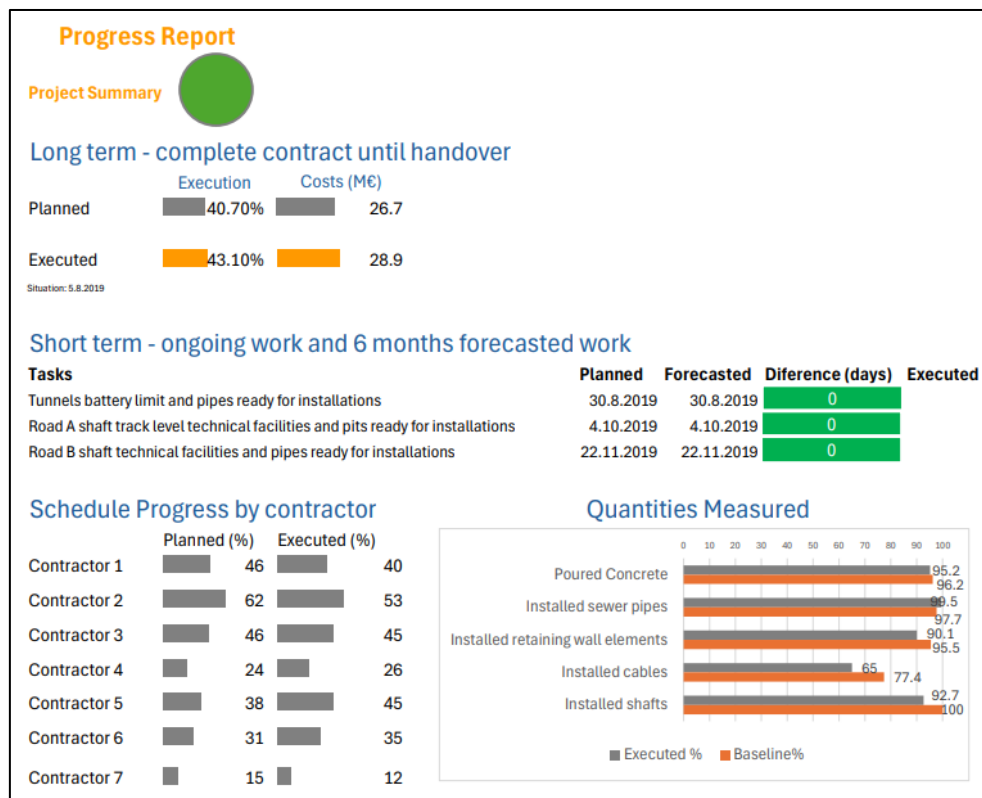 Progress Report
Project Summary
Long term - complete contract until handover
Execution Costs (M€)
Planned 40.70% 26.7
Executed 43.10% 28.9
Situation: 5.8.2019
Short term - ongoing work and 6 months forecasted work
Tasks Planned Forecasted Diference (days) Executed
Tunnels battery limit and pipes ready for installations 30.8.2019 30.8.2019 0
Road A shaft track level technical facilities and pits ready for installations 4.10.2019 4.10.2019 0
Road B shaft technical facilities and pipes ready for installations 22.11.2019 22.11.2019 0
Schedule Progress by contractor
Planned (%) Executed (%)
Contractor 1 46 40
Contractor 2 62 53
Contractor 3 46 45
Contractor 4 24 26
Contractor 5 38 45
Contractor 6 31 35
Contractor 7 15 12
Quantities Measured
0 10 20 30 40 50 60 70 80 90 100
Poured Concrete 95.2
96.2
Installed sewer pipes 99.5
97.7
Installed retaining wall elements 90.1
95.5
Installed cables 65
77.4
Installed shafts 92.7
100
Executed % Baseline%